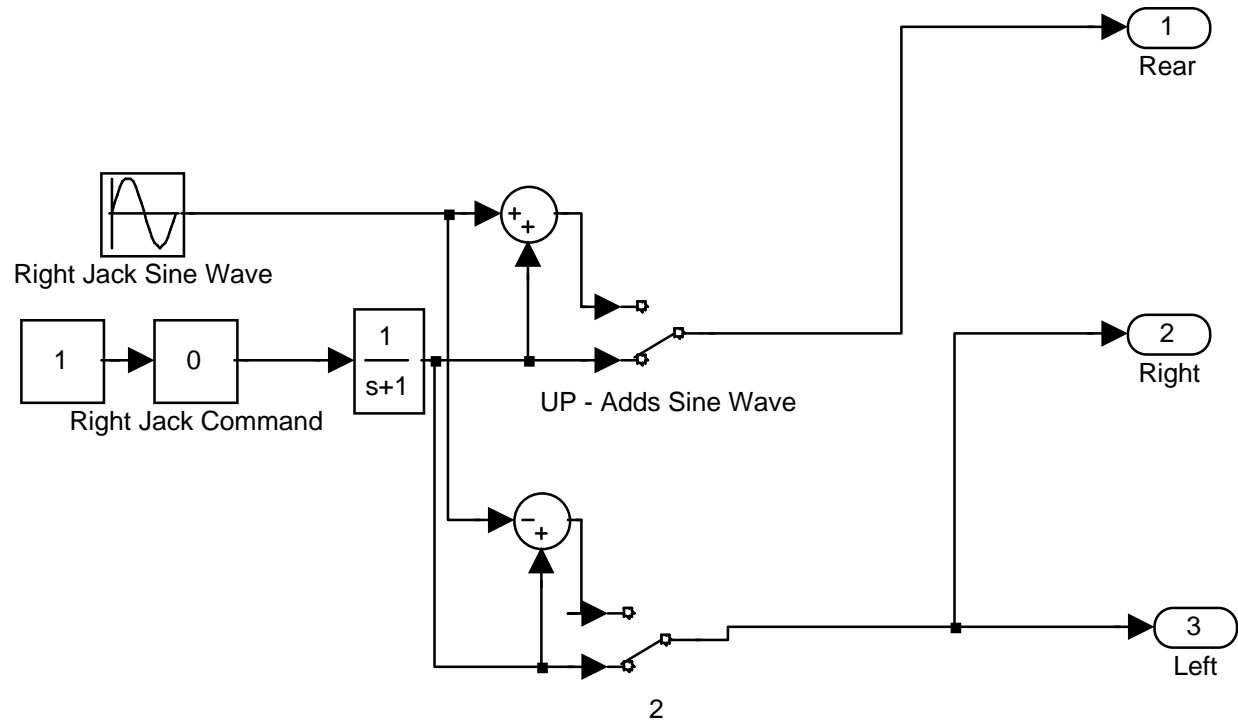 1
Rear
+
+
Right Jack Sine Wave
1
0
1
s+1
2
Right
Right Jack Command
UP - Adds Sine Wave
-
+
3
Left
2